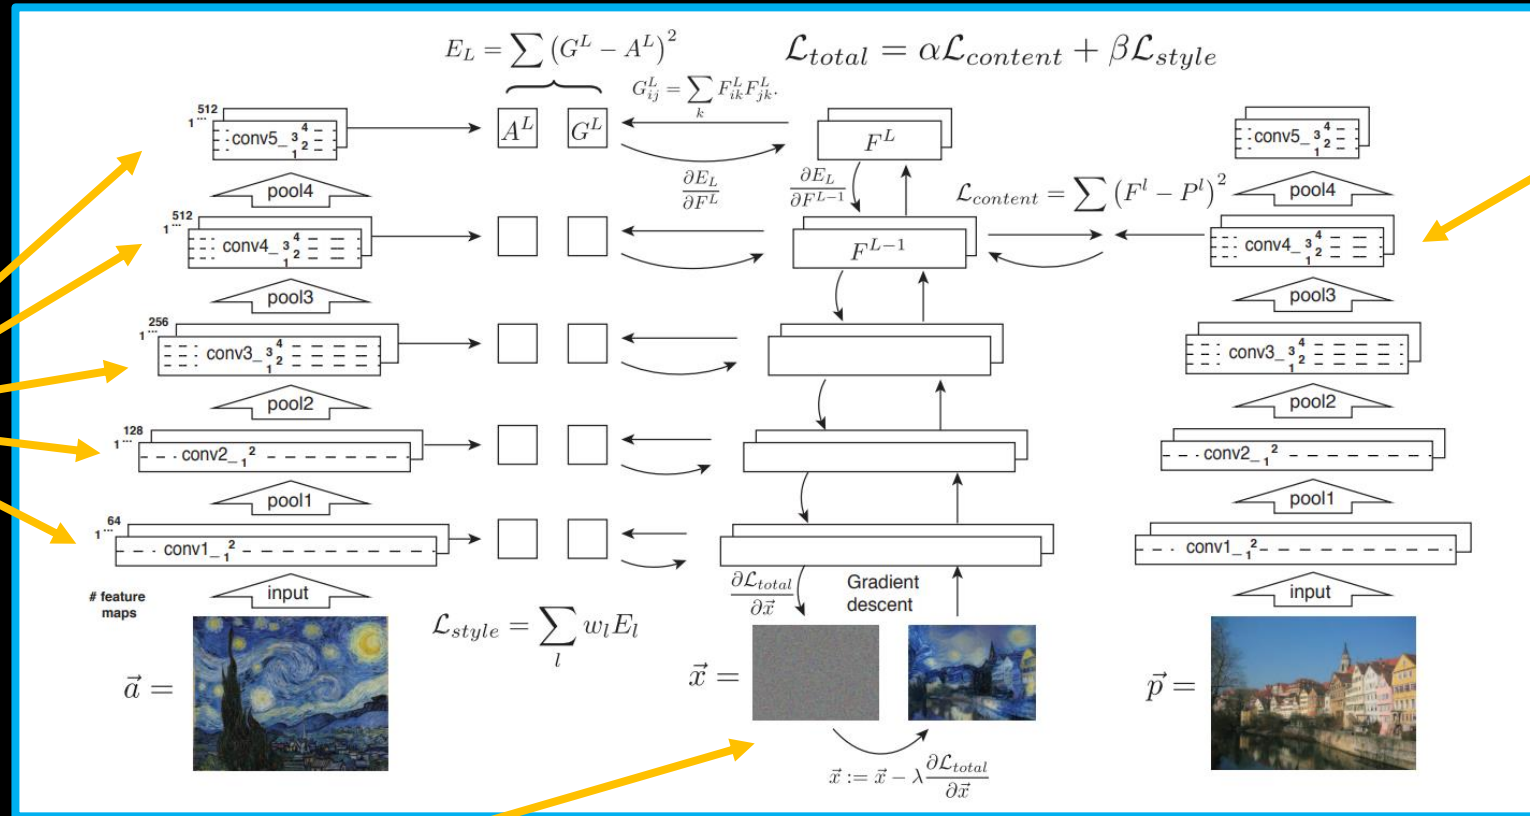 E_L = ∑ (G^L − A^L)^2
ℒ_total = αℒ_content + βℒ_style
G^L_ij = ∑_k F^L_ik F^L_jk.
1 ... 512
conv5_ 1 2 3 4
A^L
G^L
F^L
conv5_ 1 2 3 4
pool4
∂E_L/∂F^L
∂E_L/∂F^{L−1}
ℒ_content = ∑ (F^l − P^l)^2
pool4
1 ... 512
conv4_ 1 2 3 4
F^{L−1}
conv4_ 1 2 3 4
pool3
pool3
1 ... 256
conv3_ 1 2 3 4
conv3_ 1 2 3 4
pool2
pool2
1 ... 128
conv2_ 1 2
conv2_ 1 2
pool1
pool1
1 ... 64
conv1_ 1 2
conv1_ 1 2
# feature
maps
input
∂ℒ_total/∂x⃗
Gradient
descent
input
ℒ_style = ∑_l w_l E_l
a⃗ =
x⃗ =
p⃗ =
x⃗ := x⃗ − λ ∂ℒ_total/∂x⃗